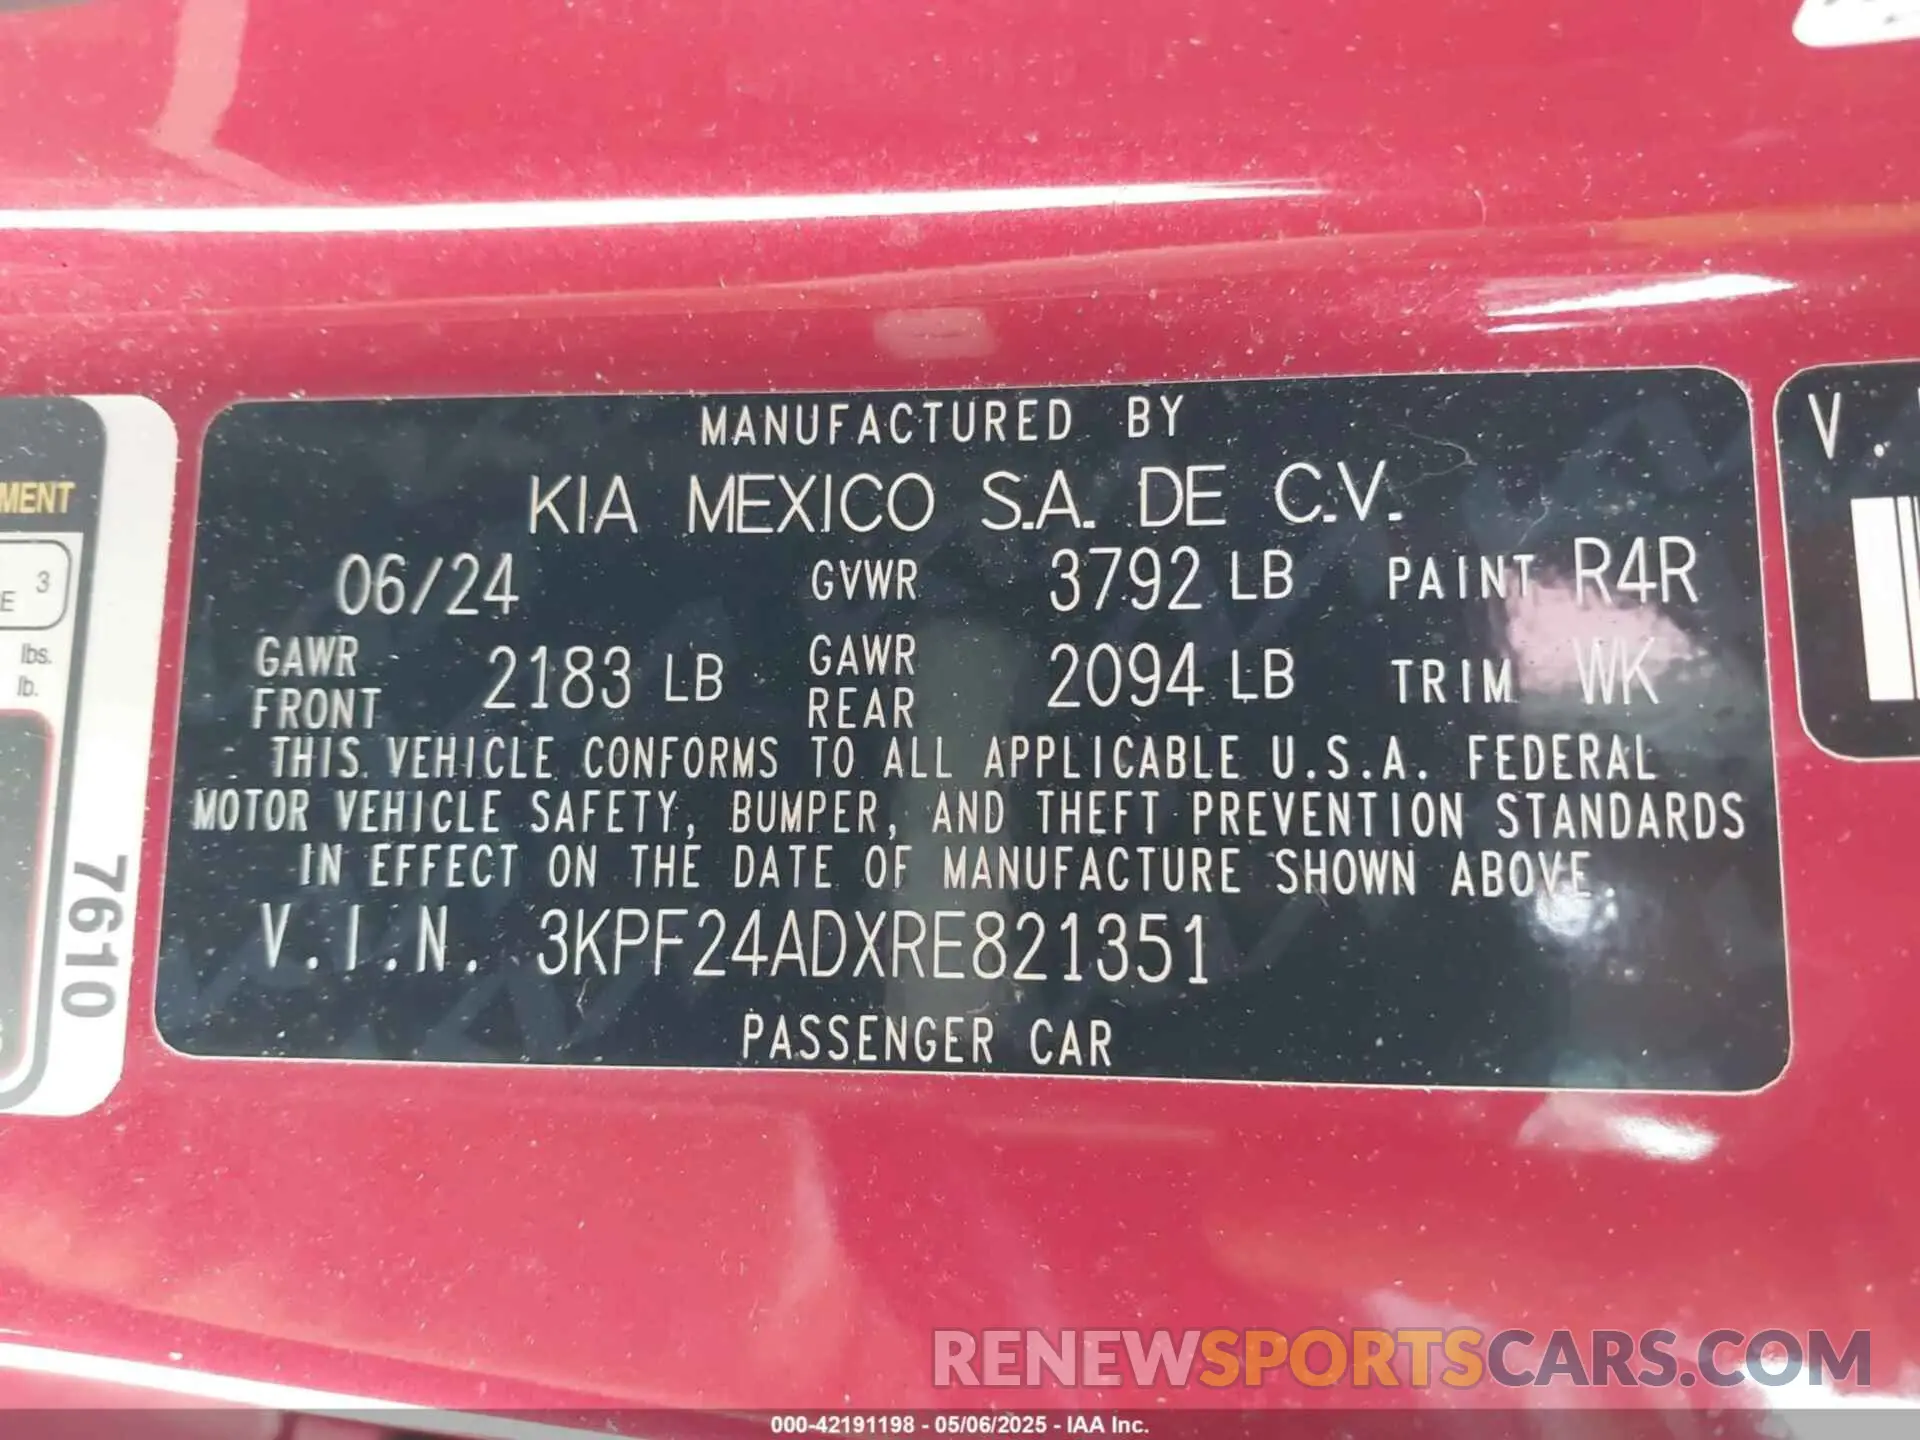 MANUFACTURED BY
KIA MEXICO S.A. DE C.V.
06/24 GVWR 3792 LB PAINT R4R
GAWR FRONT 2183 LB GAWR REAR 2094 LB TRIM WK
THIS VEHICLE CONFORMS TO ALL APPLICABLE U.S.A. FEDERAL
MOTOR VEHICLE SAFETY, BUMPER, AND THEFT PREVENTION STANDARDS
IN EFFECT ON THE DATE OF MANUFACTURE SHOWN ABOVE
V.I.N. 3KPF24ADXRE821351
PASSENGER CAR
MENT
3
E
lbs.
lb.
7610
V.
RENEWSPORTSCARS.COM
000-42191198 - 05/06/2025 - IAA Inc.